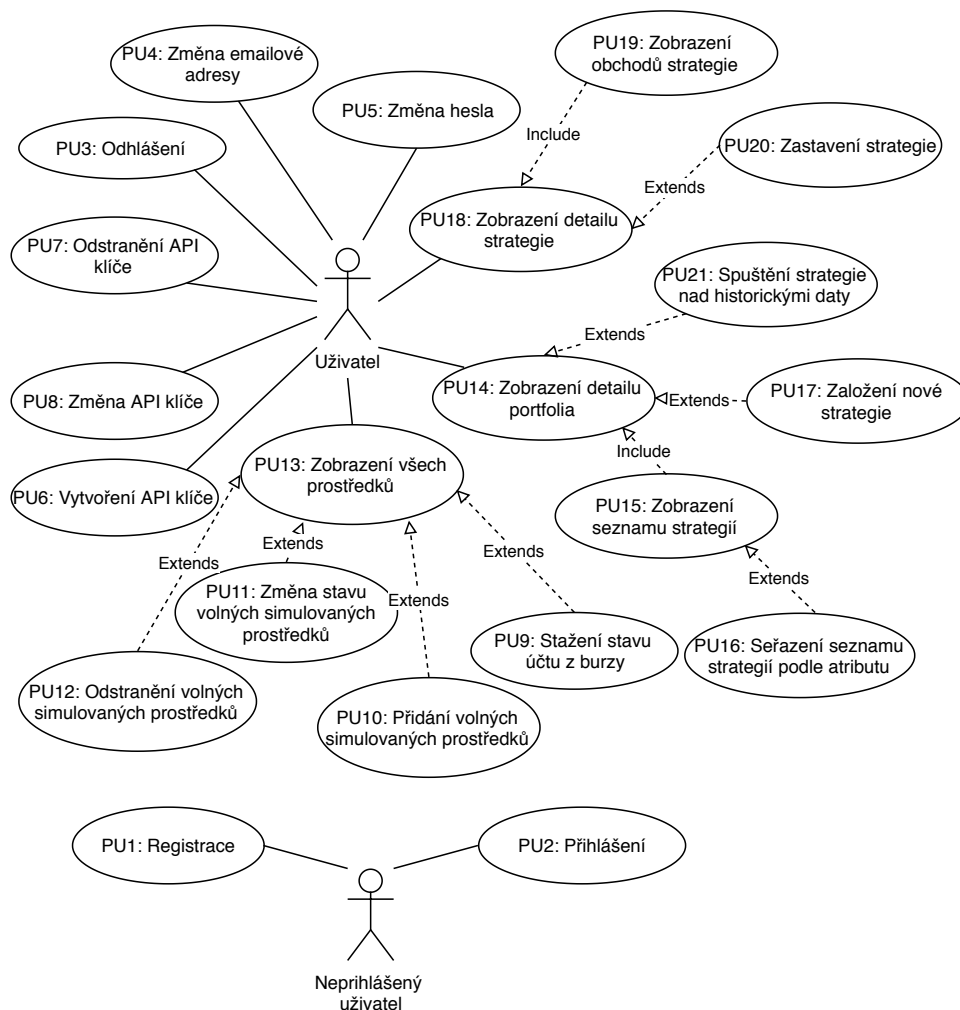 PU4: Změna emailové
adresy
PU19: Zobrazení
obchodů strategie
PU5: Změna hesla
PU3: Odhlášení
Include
PU20: Zastavení strategie
Extends
PU18: Zobrazení detailu
strategie
PU7: Odstranění API
klíče
PU21: Spuštění strategie
nad historickými daty
Extends
Uživatel
PU14: Zobrazení detailu
portfolia
PU17: Založení nové
strategie
Extends
PU8: Změna API klíče
Include
PU13: Zobrazení všech
prostředků
PU6: Vytvoření API klíče
PU15: Zobrazení
seznamu strategií
Extends
Extends
Extends
Extends
PU11: Změna stavu
volných simulovaných
prostředků
Extends
PU9: Stažení stavu
účtu z burzy
PU16: Seřazení seznamu
strategií podle atributu
PU12: Odstranění volných
simulovaných prostředků
PU10: Přidání volných
simulovaných prostředků
PU1: Registrace
PU2: Přihlášení
Neprihlášený
uživatel